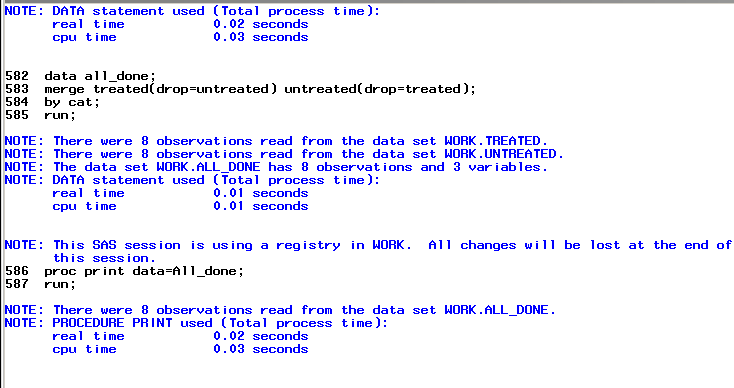 NOTE: DATA statement used (Total process time):
      real time           0.02 seconds
      cpu time            0.03 seconds
582  data all_done;
583  merge treated(drop=untreated) untreated(drop=treated);
584  by cat;
585  run;
NOTE: There were 8 observations read from the data set WORK.TREATED.
NOTE: There were 8 observations read from the data set WORK.UNTREATED.
NOTE: The data set WORK.ALL_DONE has 8 observations and 3 variables.
NOTE: DATA statement used (Total process time):
      real time           0.01 seconds
      cpu time            0.01 seconds
NOTE: This SAS session is using a registry in WORK.  All changes will be lost at the end of
      this session.
586  proc print data=All_done;
587  run;
NOTE: There were 8 observations read from the data set WORK.ALL_DONE.
NOTE: PROCEDURE PRINT used (Total process time):
      real time           0.02 seconds
      cpu time            0.03 seconds